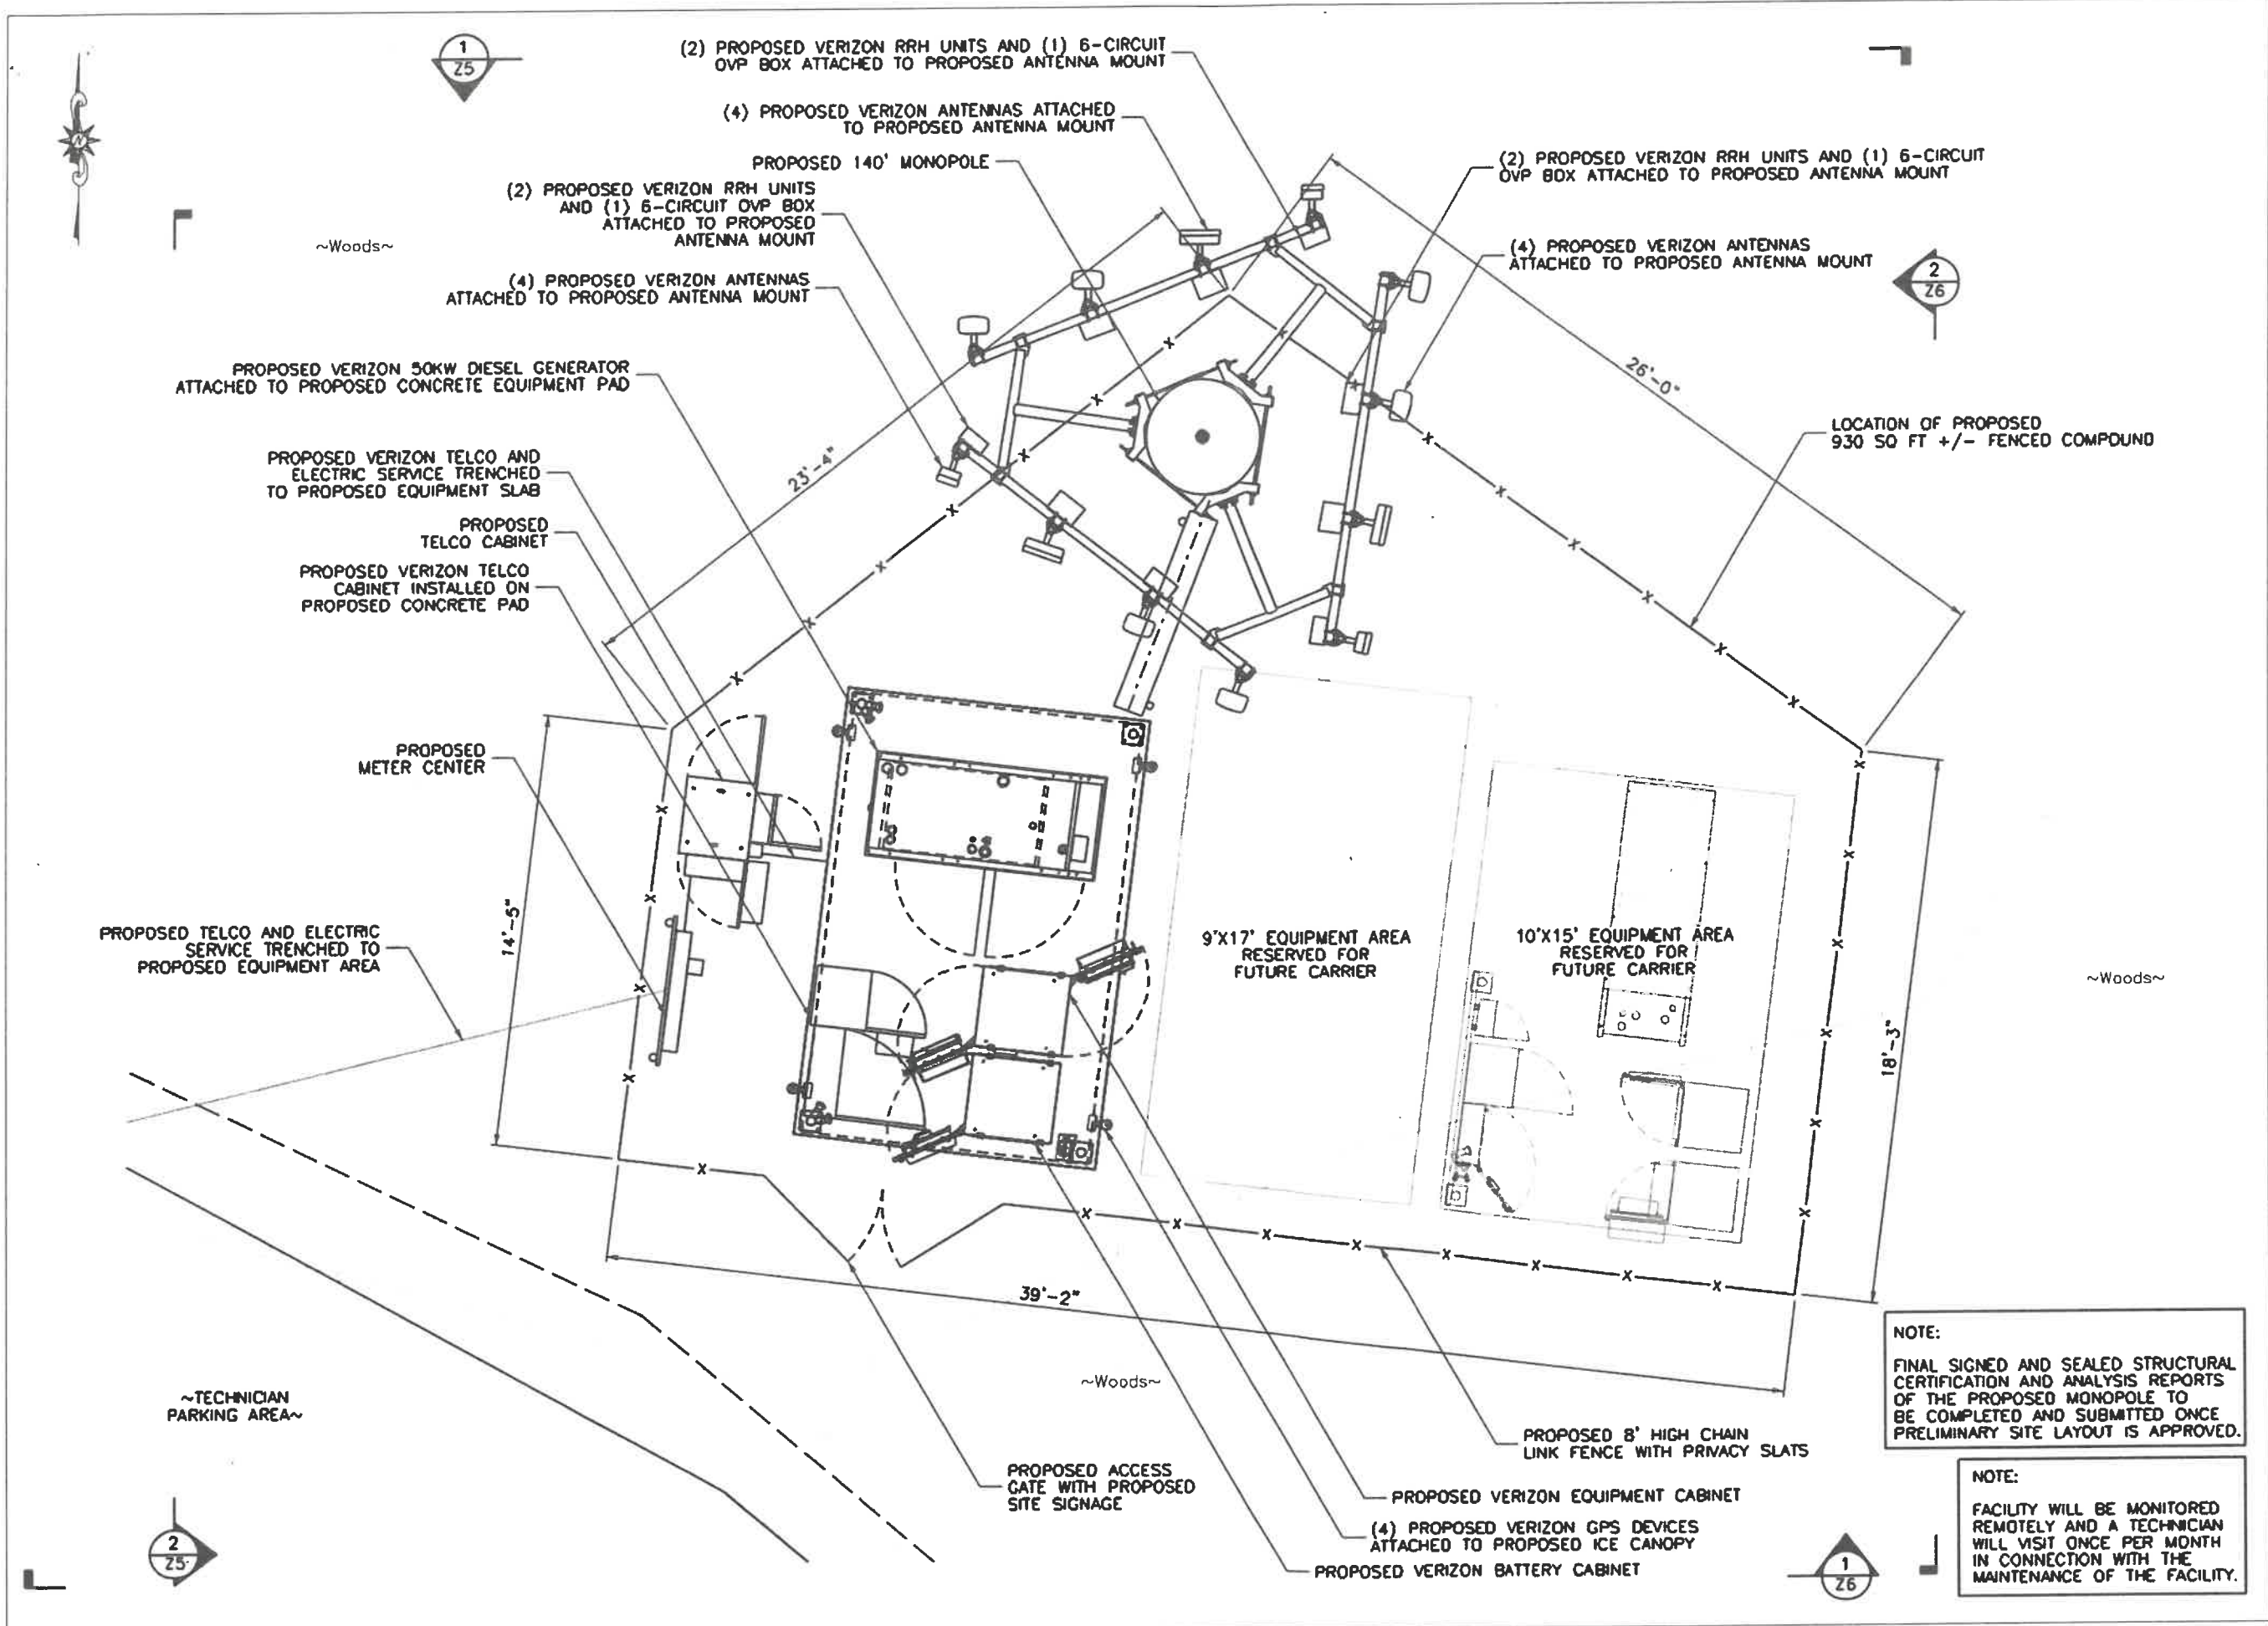 1
Z5
(2) PROPOSED VERIZON RRH UNITS AND (1) 6-CIRCUIT
OVP BOX ATTACHED TO PROPOSED ANTENNA MOUNT
(4) PROPOSED VERIZON ANTENNAS ATTACHED
TO PROPOSED ANTENNA MOUNT
PROPOSED 140' MONOPOLE
(2) PROPOSED VERIZON RRH UNITS
AND (1) 6-CIRCUIT OVP BOX
ATTACHED TO PROPOSED
ANTENNA MOUNT
(4) PROPOSED VERIZON ANTENNAS
ATTACHED TO PROPOSED ANTENNA MOUNT
(2) PROPOSED VERIZON RRH UNITS AND (1) 6-CIRCUIT
OVP BOX ATTACHED TO PROPOSED ANTENNA MOUNT
(4) PROPOSED VERIZON ANTENNAS
ATTACHED TO PROPOSED ANTENNA MOUNT
2
Z6
N
~Woods~
PROPOSED VERIZON 50KW DIESEL GENERATOR
ATTACHED TO PROPOSED CONCRETE EQUIPMENT PAD
PROPOSED VERIZON TELCO AND
ELECTRIC SERVICE TRENCHED
TO PROPOSED EQUIPMENT SLAB
PROPOSED
TELCO CABINET
PROPOSED VERIZON TELCO
CABINET INSTALLED ON
PROPOSED CONCRETE PAD
23'-4"
26'-0"
LOCATION OF PROPOSED
930 SQ FT +/- FENCED COMPOUND
PROPOSED
METER CENTER
PROPOSED TELCO AND ELECTRIC
SERVICE TRENCHED TO
PROPOSED EQUIPMENT AREA
14'-5"
9'X17' EQUIPMENT AREA
RESERVED FOR
FUTURE CARRIER
10'X15' EQUIPMENT AREA
RESERVED FOR
FUTURE CARRIER
~Woods~
18'-3"
39'-2"
~Woods~
~TECHNICIAN
PARKING AREA~
PROPOSED ACCESS
GATE WITH PROPOSED
SITE SIGNAGE
PROPOSED 8' HIGH CHAIN
LINK FENCE WITH PRIVACY SLATS
PROPOSED VERIZON EQUIPMENT CABINET
(4) PROPOSED VERIZON GPS DEVICES
ATTACHED TO PROPOSED ICE CANOPY
PROPOSED VERIZON BATTERY CABINET
NOTE:
FINAL SIGNED AND SEALED STRUCTURAL
CERTIFICATION AND ANALYSIS REPORTS
OF THE PROPOSED MONOPOLE TO
BE COMPLETED AND SUBMITTED ONCE
PRELIMINARY SITE LAYOUT IS APPROVED.
NOTE:
FACILITY WILL BE MONITORED
REMOTELY AND A TECHNICIAN
WILL VISIT ONCE PER MONTH
IN CONNECTION WITH THE
MAINTENANCE OF THE FACILITY.
2
Z5
1
Z6